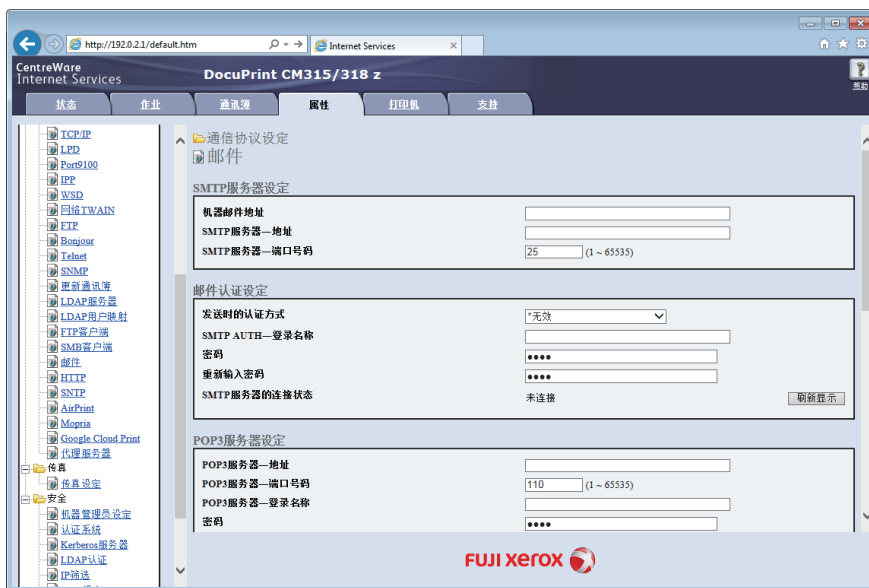 http://192.0.2.1/default.htm
Internet Services
CentreWare
Internet Services
DocuPrint CM315/318 z
帮助
状态
作业
通讯簿
属性
打印机
支持
TCP/IP
LPD
Port9100
IPP
WSD
网络TWAIN
FTP
Bonjour
Telnet
SNMP
更新通讯簿
LDAP服务器
LDAP用户映射
FTP客户端
SMB客户端
邮件
HTTP
SNTP
AirPrint
Mopria
Google Cloud Print
代理服务器
传真
传真设定
安全
机器管理员设定
认证系统
Kerberos服务器
LDAP认证
IP筛选
通信协议设定
邮件
SMTP服务器设定
机器邮件地址
SMTP服务器—地址
SMTP服务器—端口号码 25 (1 ~ 65535)
邮件认证设定
发送时的认证方式 *无效
SMTP AUTH—登录名称
密码 ••••
重新输入密码 ••••
SMTP服务器的连接状态 未连接 刷新显示
POP3服务器设定
POP3服务器—地址
POP3服务器—端口号码 110 (1 ~ 65535)
POP3服务器—登录名称
密码 ••••
FUJI xerox